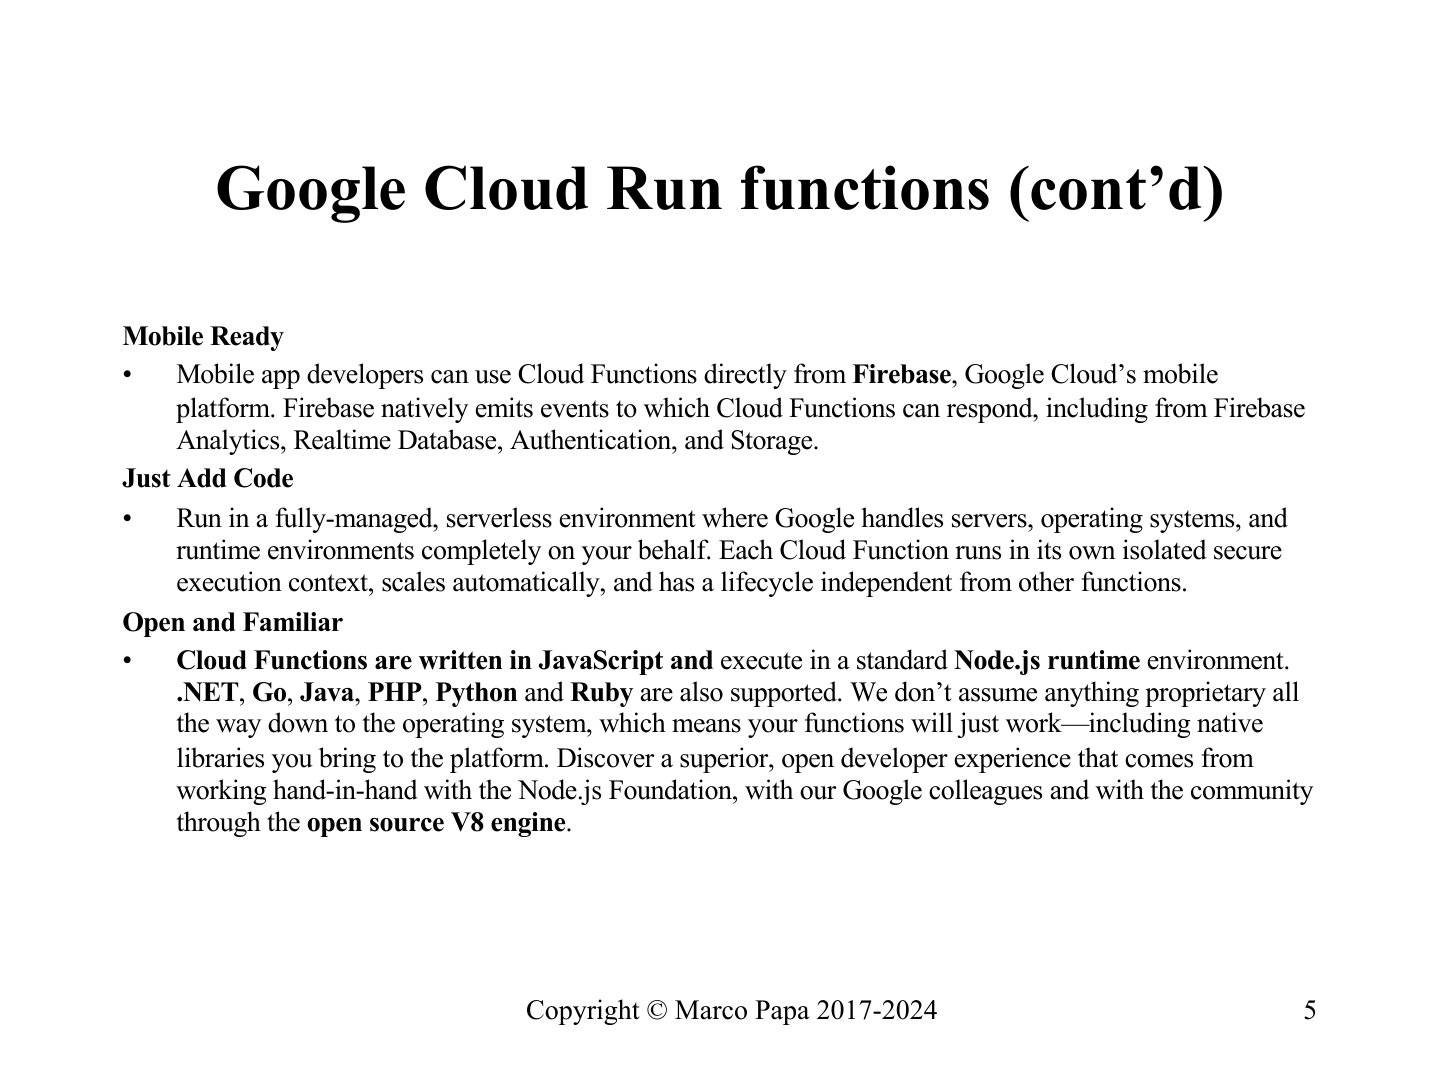 Google Cloud Run functions (cont’d)
Mobile Ready
• Mobile app developers can use Cloud Functions directly from Firebase, Google Cloud’s mobile
platform. Firebase natively emits events to which Cloud Functions can respond, including from Firebase
Analytics, Realtime Database, Authentication, and Storage.
Just Add Code
• Run in a fully-managed, serverless environment where Google handles servers, operating systems, and
runtime environments completely on your behalf. Each Cloud Function runs in its own isolated secure
execution context, scales automatically, and has a lifecycle independent from other functions.
Open and Familiar
• Cloud Functions are written in JavaScript and execute in a standard Node.js runtime environment.
.NET, Go, Java, PHP, Python and Ruby are also supported. We don’t assume anything proprietary all
the way down to the operating system, which means your functions will just work—including native
libraries you bring to the platform. Discover a superior, open developer experience that comes from
working hand-in-hand with the Node.js Foundation, with our Google colleagues and with the community
through the open source V8 engine.
Copyright © Marco Papa 2017-2024
5